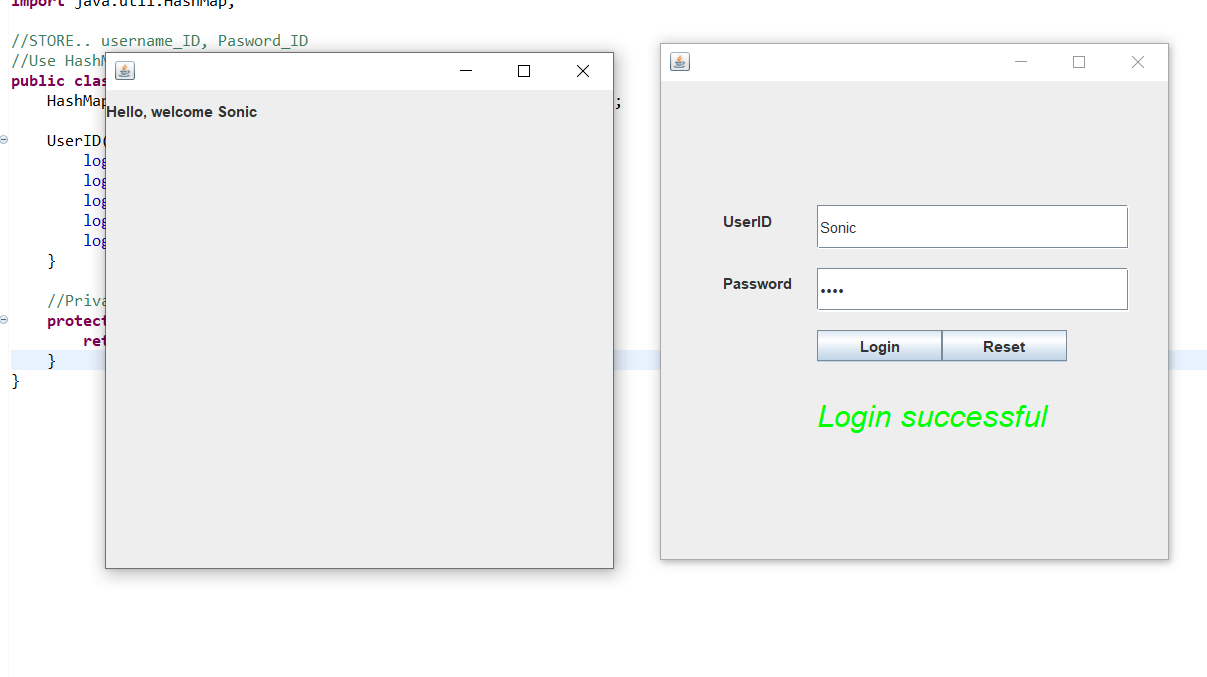 import java.util.HashMap;
//STORE.. username_ID, Pasword_ID
//Use Hash
public clas
HashMap ;
UserID(
log
log
log
log
log
}
//Priva
protect
ret
}
}
Hello, welcome Sonic
UserID
Sonic
Password
••••
Login Reset
Login successful